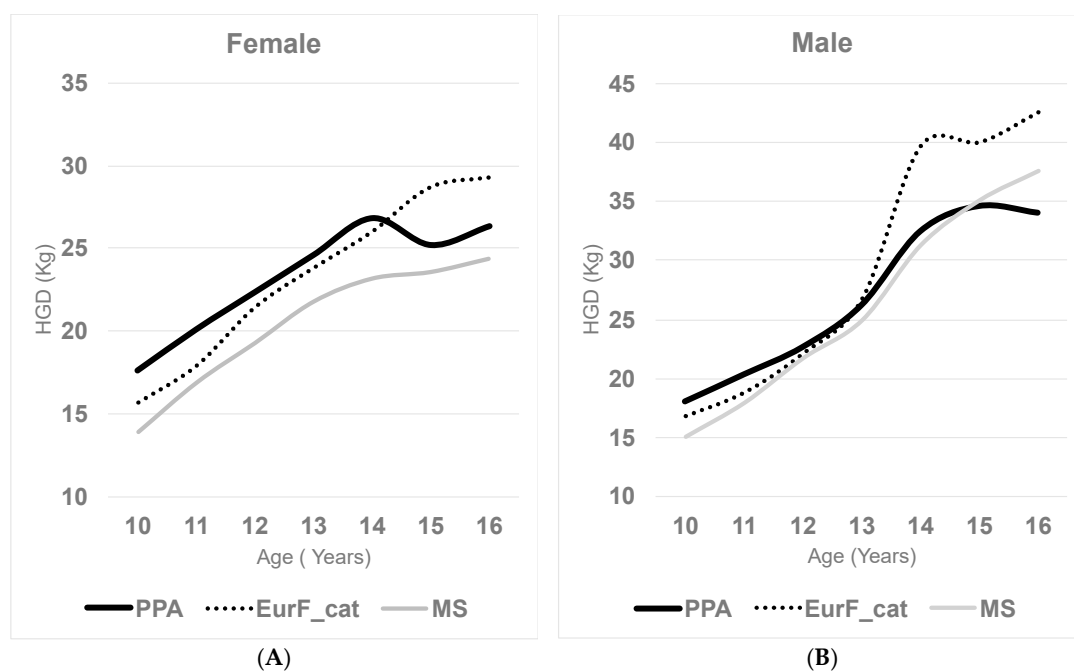 Female
35
30
25
20
15
10
HGD (Kg)
10 11 12 13 14 15 16
Age ( Years)
PPA EurF_cat MS
(A)
Male
45
40
35
30
25
20
15
10
HGD (Kg)
10 11 12 13 14 15 16
Age (Years)
PPA EurF_cat MS
(B)